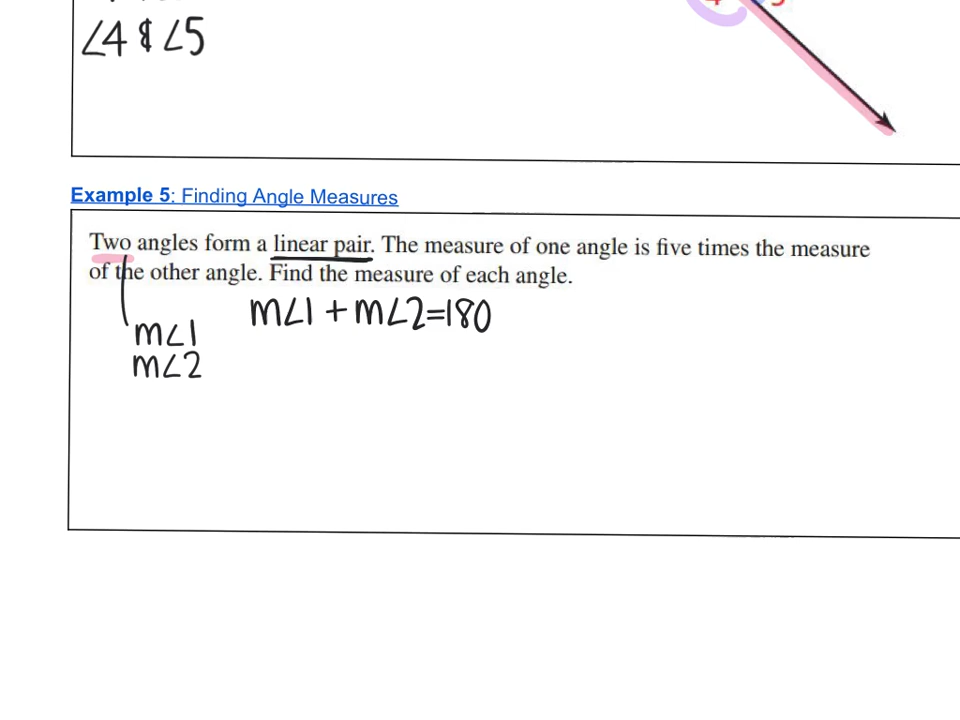 ∠4 & ∠5
Example 5: Finding Angle Measures
Two angles form a linear pair. The measure of one angle is five times the measure
of the other angle. Find the measure of each angle.
m∠1 + m∠2=180
m∠1
m∠2